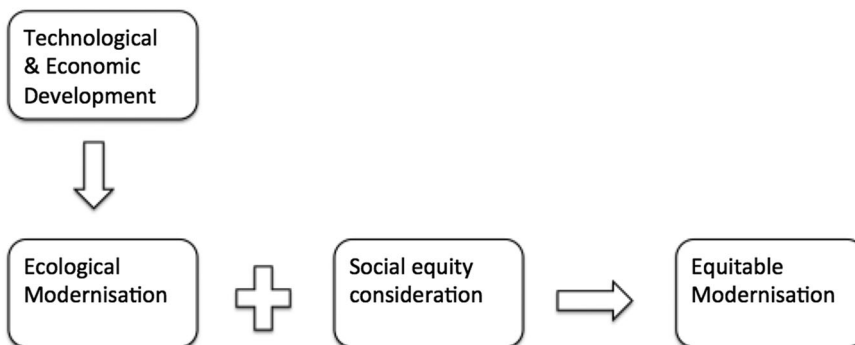 Technological
& Economic
Development
Ecological
Modernisation
Social equity
consideration
Equitable
Modernisation